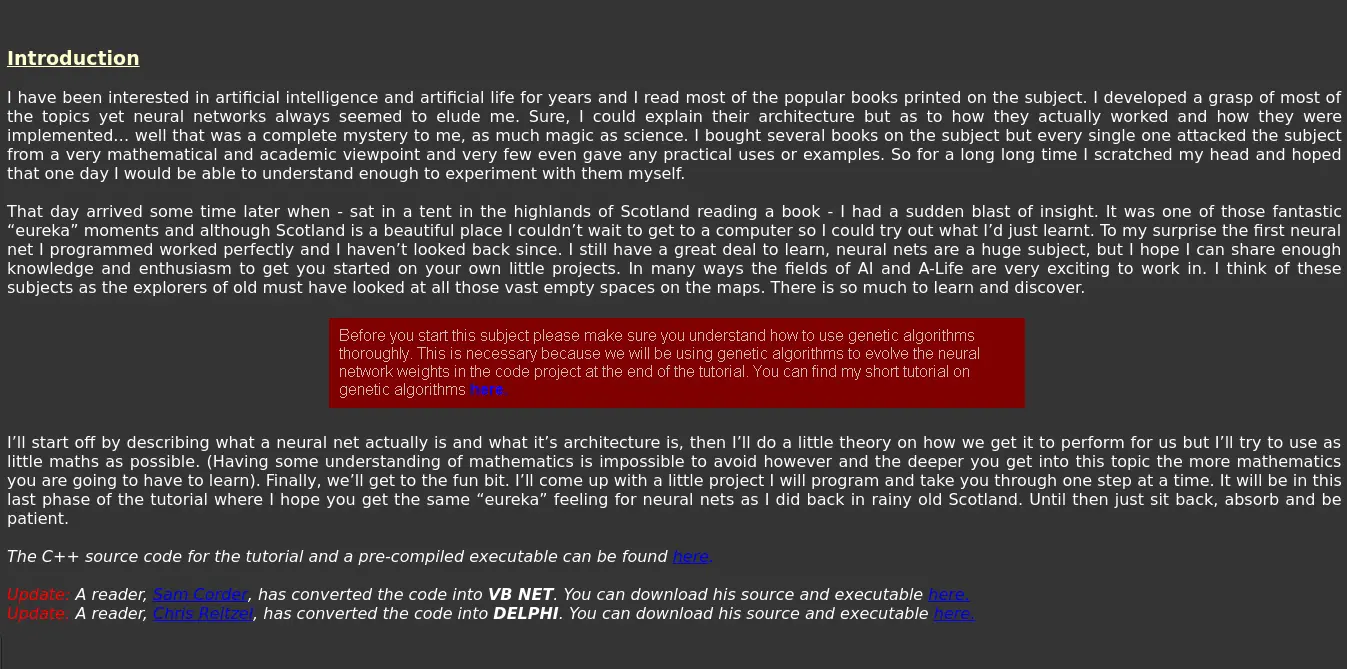 Introduction
I have been interested in artificial intelligence and artificial life for years and I read most of the popular books printed on the subject. I developed a grasp of most of
the topics yet neural networks always seemed to elude me. Sure, I could explain their architecture but as to how they actually worked and how they were
implemented... well that was a complete mystery to me, as much magic as science. I bought several books on the subject but every single one attacked the subject
from a very mathematical and academic viewpoint and very few even gave any practical uses or examples. So for a long long time I scratched my head and hoped
that one day I would be able to understand enough to experiment with them myself.
That day arrived some time later when - sat in a tent in the highlands of Scotland reading a book - I had a sudden blast of insight. It was one of those fantastic
“eureka” moments and although Scotland is a beautiful place I couldn’t wait to get to a computer so I could try out what I’d just learnt. To my surprise the first neural
net I programmed worked perfectly and I haven’t looked back since. I still have a great deal to learn, neural nets are a huge subject, but I hope I can share enough
knowledge and enthusiasm to get you started on your own little projects. In many ways the fields of AI and A-Life are very exciting to work in. I think of these
subjects as the explorers of old must have looked at all those vast empty spaces on the maps. There is so much to learn and discover.
Before you start this subject please make sure you understand how to use genetic algorithms
thoroughly. This is necessary because we will be using genetic algorithms to evolve the neural
network weights in the code project at the end of the tutorial. You can find my short tutorial on
genetic algorithms here.
I’ll start off by describing what a neural net actually is and what it’s architecture is, then I’ll do a little theory on how we get it to perform for us but I’ll try to use as
little maths as possible. (Having some understanding of mathematics is impossible to avoid however and the deeper you get into this topic the more mathematics
you are going to have to learn). Finally, we’ll get to the fun bit. I’ll come up with a little project I will program and take you through one step at a time. It will be in this
last phase of the tutorial where I hope you get the same “eureka” feeling for neural nets as I did back in rainy old Scotland. Until then just sit back, absorb and be
patient.
The C++ source code for the tutorial and a pre-compiled executable can be found here.
Update: A reader, Sam Corder, has converted the code into VB NET. You can download his source and executable here.
Update. A reader, Chris Reitzel, has converted the code into DELPHI. You can download his source and executable here.